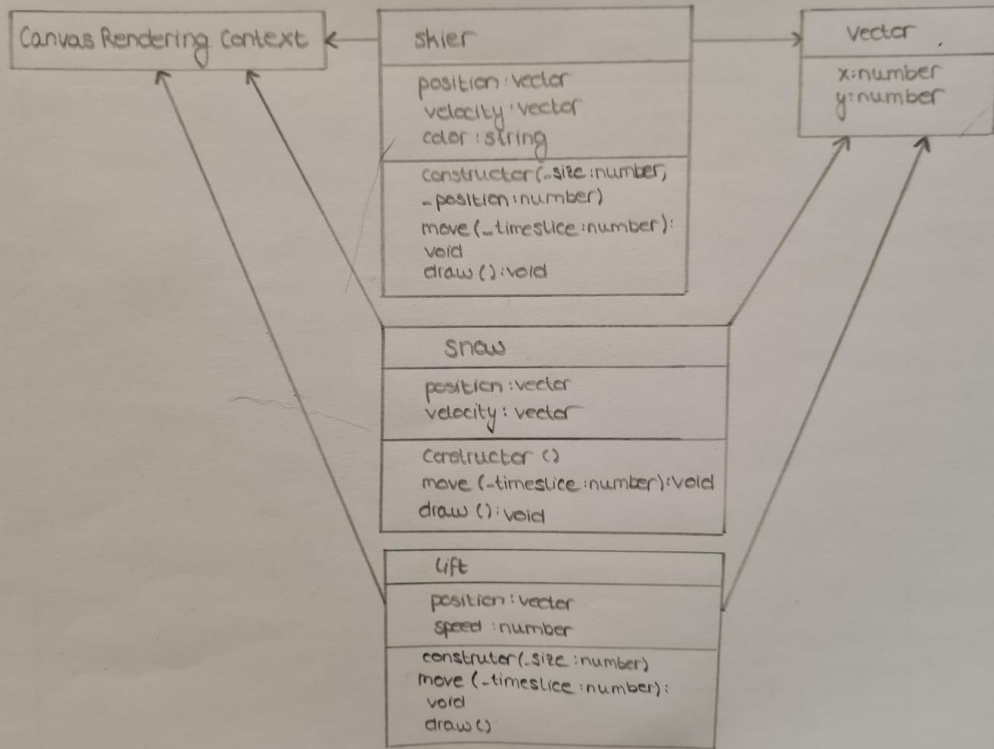 Canvas Rendering Context
skier
position: vector
velocity: vector
color: string
constructor(_size: number,
_position: number)
move (_timeslice: number):
void
draw (): void
vector
x: number
y: number
snow
position: vector
velocity: vector
constructor ()
move (_timeslice: number): void
draw (): void
lift
position: vector
speed: number
construtor(_size: number)
move (_timeslice: number):
void
draw ()